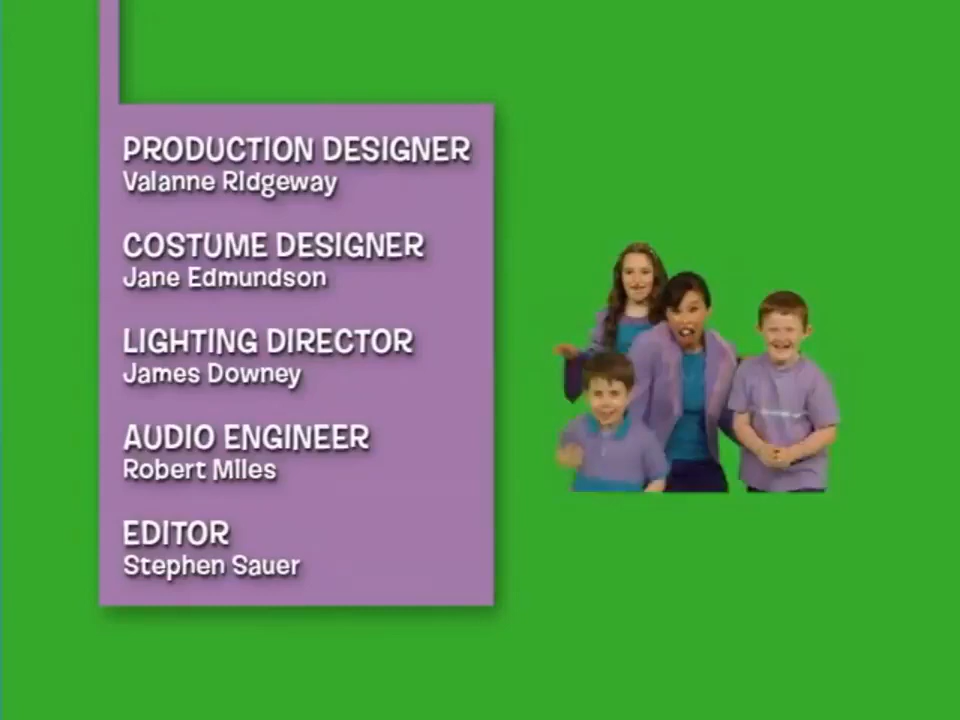 PRODUCTION DESIGNER
Valanne Ridgeway
COSTUME DESIGNER
Jane Edmundson
LIGHTING DIRECTOR
James Downey
AUDIO ENGINEER
Robert Miles
EDITOR
Stephen Sauer